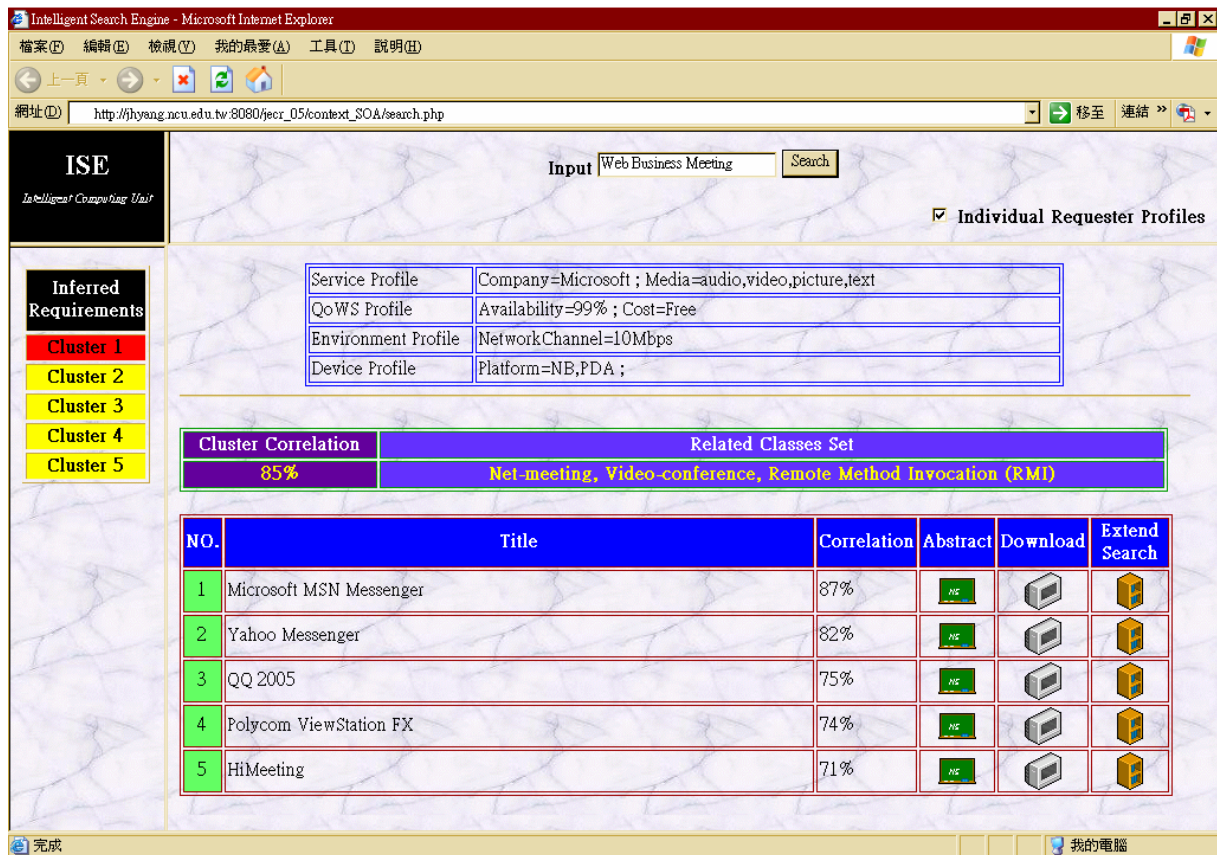 Intelligent Search Engine - Microsoft Internet Explorer
檔案(F) 編輯(E) 檢視(V) 我的最愛(A) 工具(T) 說明(H)
上一頁
網址(D) http://jhyang.ncu.edu.tw:8080/jecr_05/context_SOA/search.php 移至 連結 »
ISE
Intelligent Computing Unit
Input Web Business Meeting Search
Individual Requester Profiles
Inferred
Requirements
Cluster 1
Cluster 2
Cluster 3
Cluster 4
Cluster 5
Service Profile Company=Microsoft ; Media=audio,video,picture,text
QoWS Profile Availability=99% ; Cost=Free
Environment Profile NetworkChannel=10Mbps
Device Profile Platform=NB,PDA ;
Cluster Correlation Related Classes Set
85% Net-meeting, Video-conference, Remote Method Invocation (RMI)
NO. Title Correlation Abstract Download Extend Search
1 Microsoft MSN Messenger 87%
2 Yahoo Messenger 82%
3 QQ 2005 75%
4 Polycom ViewStation FX 74%
5 HiMeeting 71%
完成 我的電腦